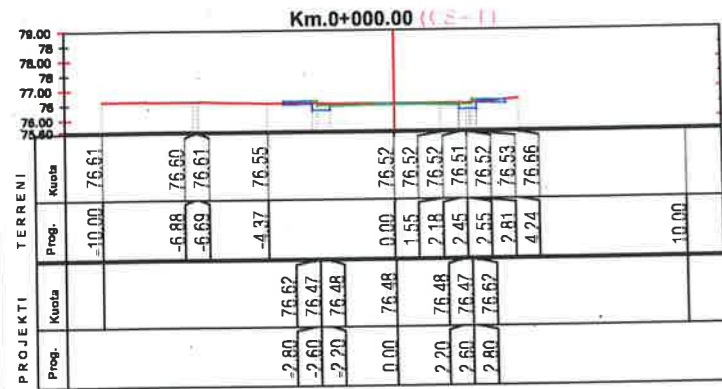 Km.0+000.00
79.00
78
78.00
77.00
76
76.00
75.60
TERRENI
Kuota
76.61 76.60 76.61 76.55 76.52 76.52 76.52 76.51 76.52 76.53 76.66
Prog.
-10.00 -6.88 -6.69 -4.37 0.00 1.55 2.18 2.45 2.55 2.81 4.24 10.00
PROJEKTI
Kuota
76.62 76.47 76.48 76.48 76.48 76.47 76.62
Prog.
-2.80 -2.60 -2.20 0.00 2.20 2.60 2.80